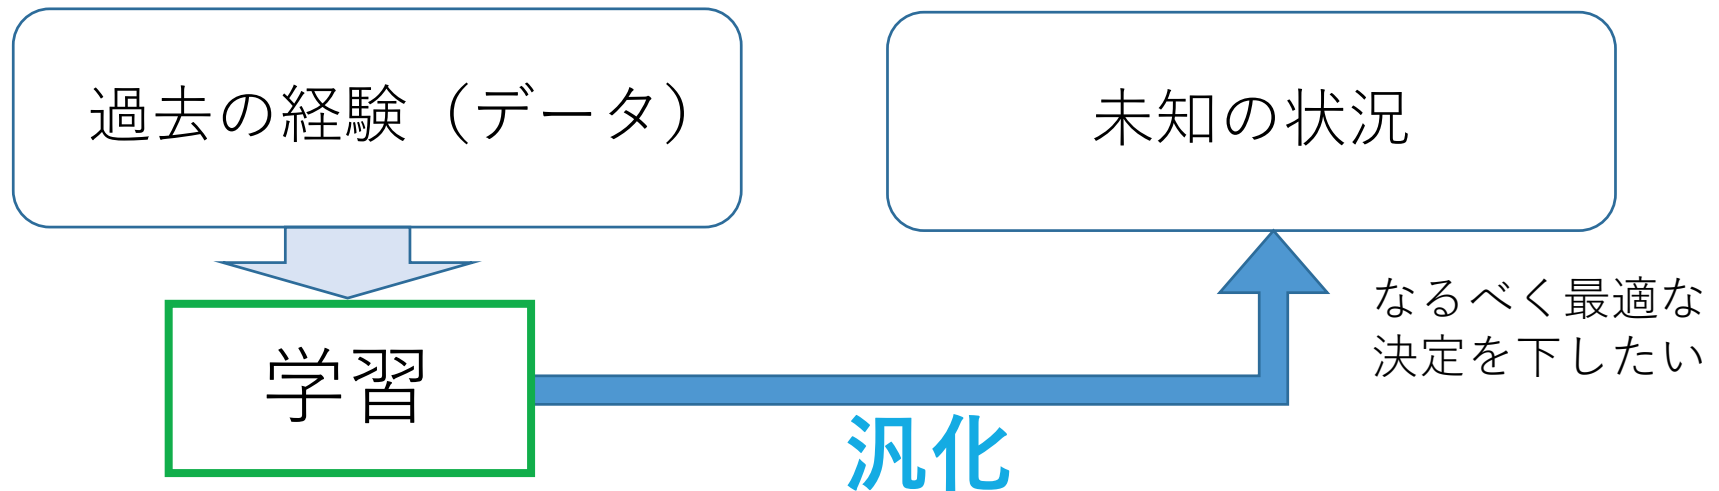 過去の経験（データ）
未知の状況
学習
汎化
なるべく最適な
決定を下したい